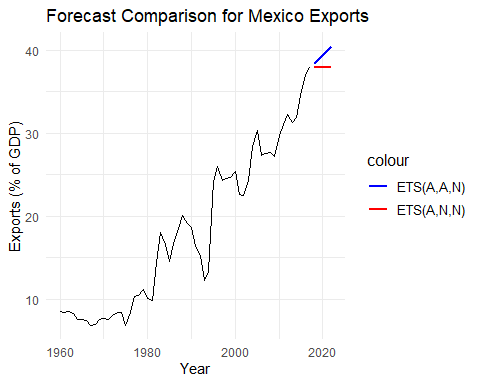 Forecast Comparison for Mexico Exports
Exports (% of GDP)
40
30
20
10
1960
1980
2000
2020
Year
colour
ETS(A,A,N)
ETS(A,N,N)